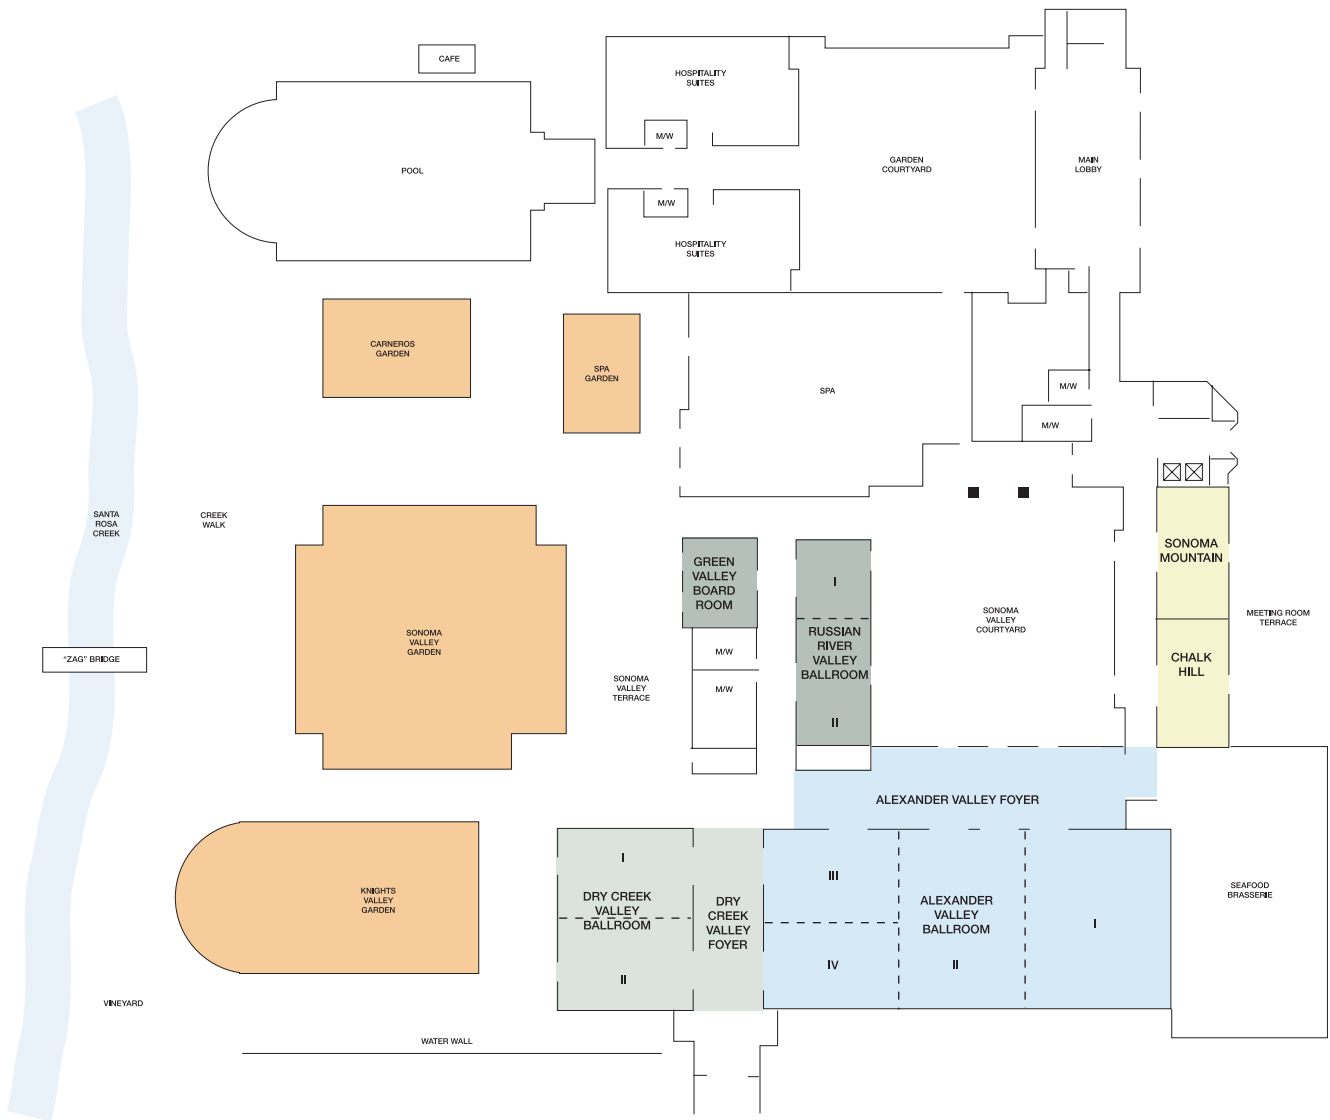 CAFE
HOSPITALITY
SUITES
M/W
POOL
GARDEN
COURTYARD
MAIN
LOBBY
M/W
HOSPITALITY
SUITES
CARNEROS
GARDEN
SPA
GARDEN
SPA
M/W
M/W
SANTA
ROSA
CREEK
CREEK
WALK
SONOMA
VALLEY
GARDEN
"ZAG" BRIDGE
SONOMA
VALLEY
TERRACE
GREEN
VALLEY
BOARD
ROOM
M/W
M/W
I
RUSSIAN
RIVER
VALLEY
BALLROOM
II
SONOMA
VALLEY
COURTYARD
SONOMA
MOUNTAIN
CHALK
HILL
MEETING ROOM
TERRACE
ALEXANDER VALLEY FOYER
KNIGHTS
VALLEY
GARDEN
I
DRY CREEK
VALLEY
BALLROOM
II
DRY
CREEK
VALLEY
FOYER
III
IV
ALEXANDER
VALLEY
BALLROOM
II
I
SEAFOOD
BRASSERIE
VINEYARD
WATER WALL